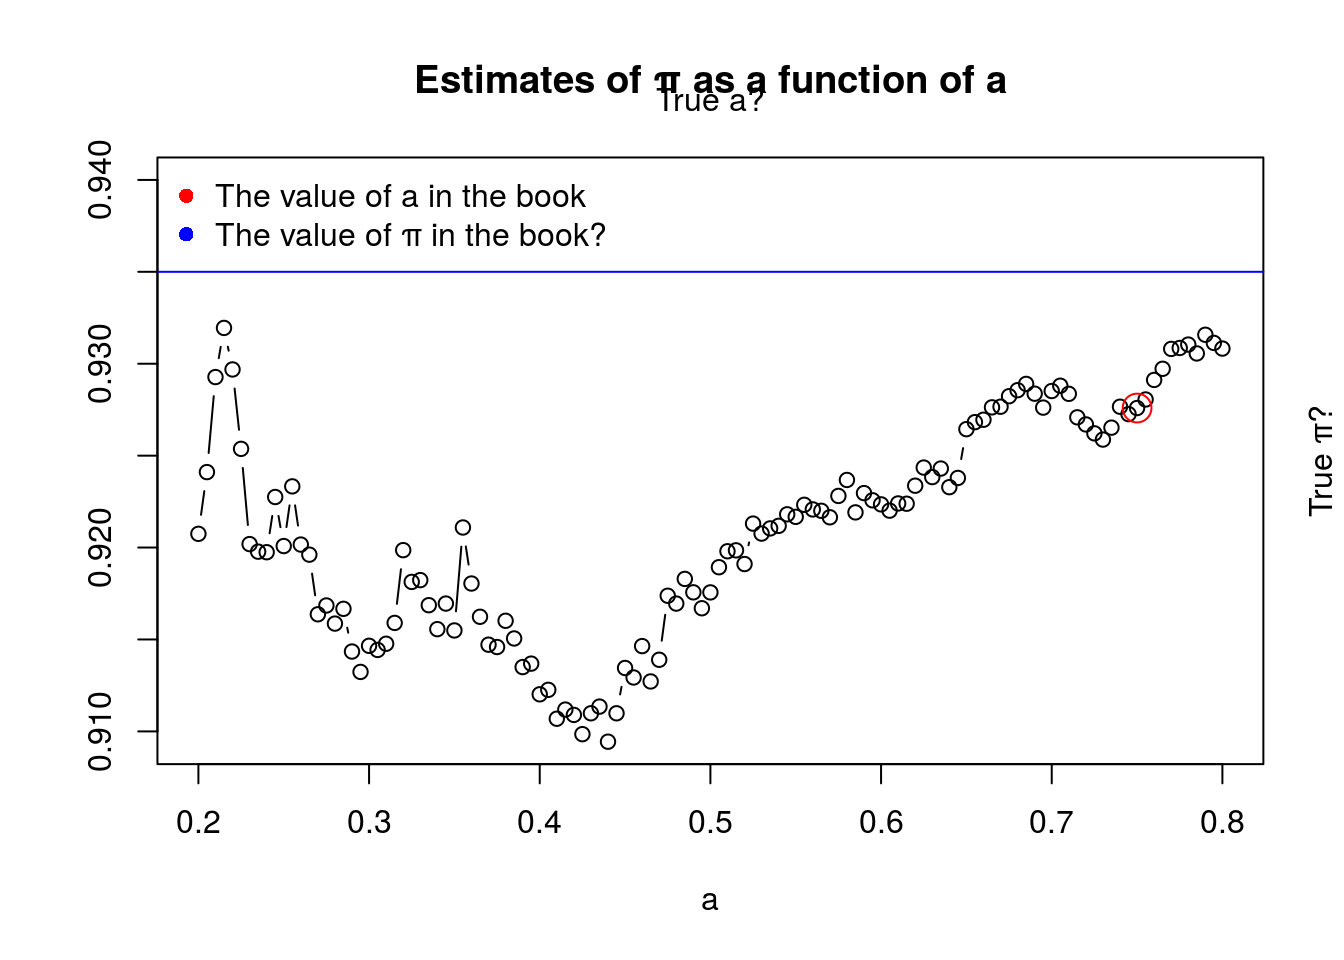 Estimates of π as a function of a
True a?
The value of a in the book
The value of π in the book?
0.940
0.930
0.920
0.910
True π?
0.2 0.3 0.4 0.5 0.6 0.7 0.8
a